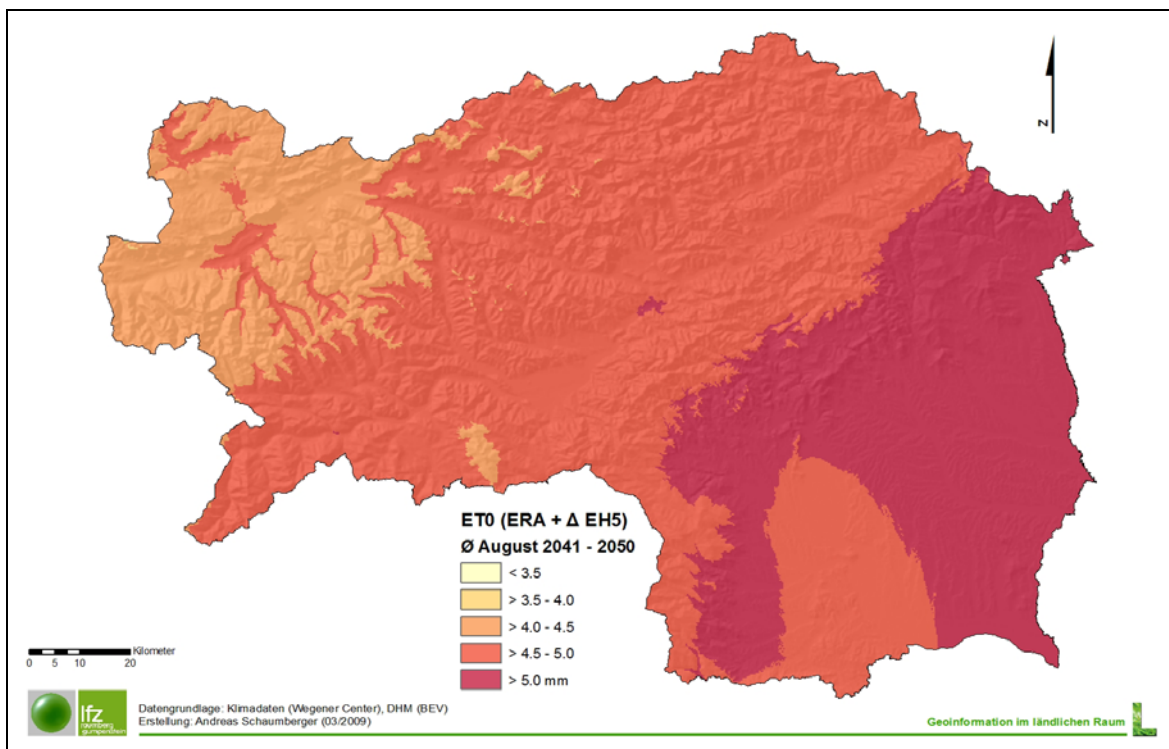 N
ET0 (ERA + Δ EH5)
Ø August 2041 - 2050
< 3.5
> 3.5 - 4.0
> 4.0 - 4.5
> 4.5 - 5.0
> 5.0 mm
Kilometer
0 5 10 20
lfz
raumberg
gumpenstein
Datengrundlage: Klimadaten (Wegener Center), DHM (BEV)
Erstellung: Andreas Schaumberger (03/2009)
Geoinformation im ländlichen Raum